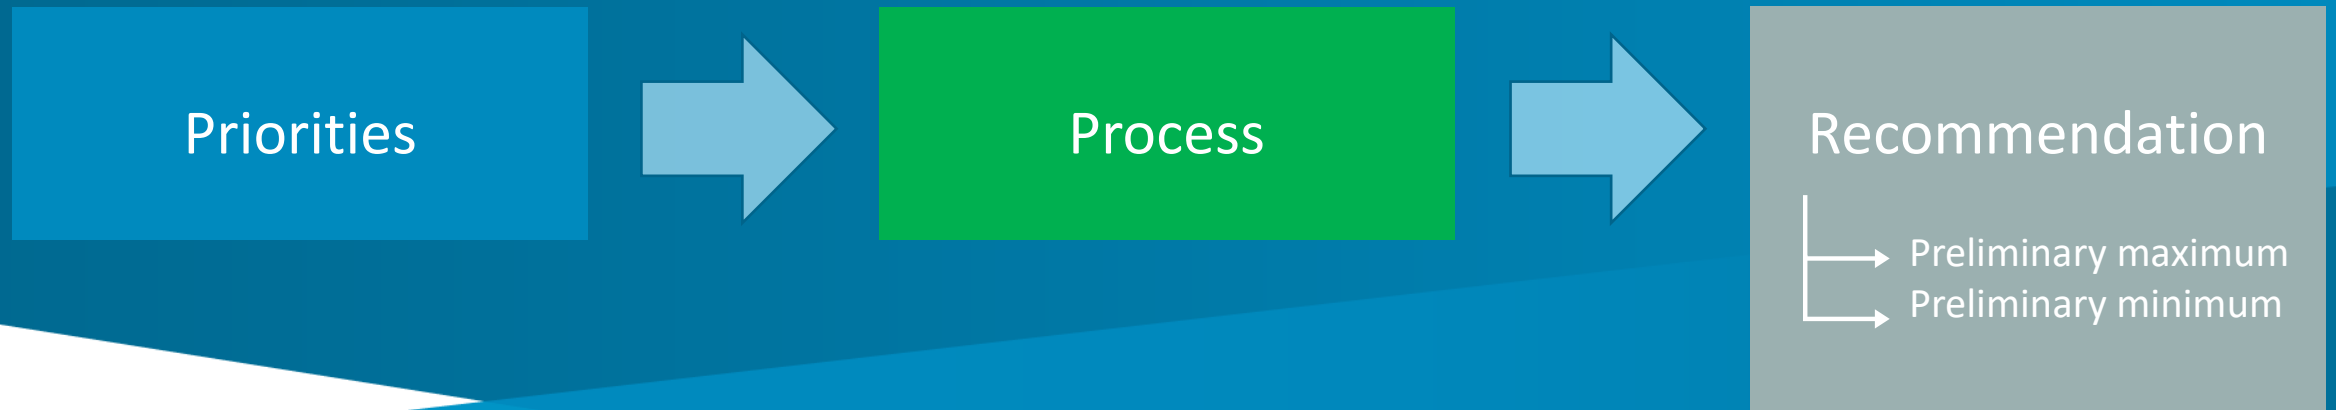 Priorities
Process
Recommendation
Preliminary maximum
Preliminary minimum